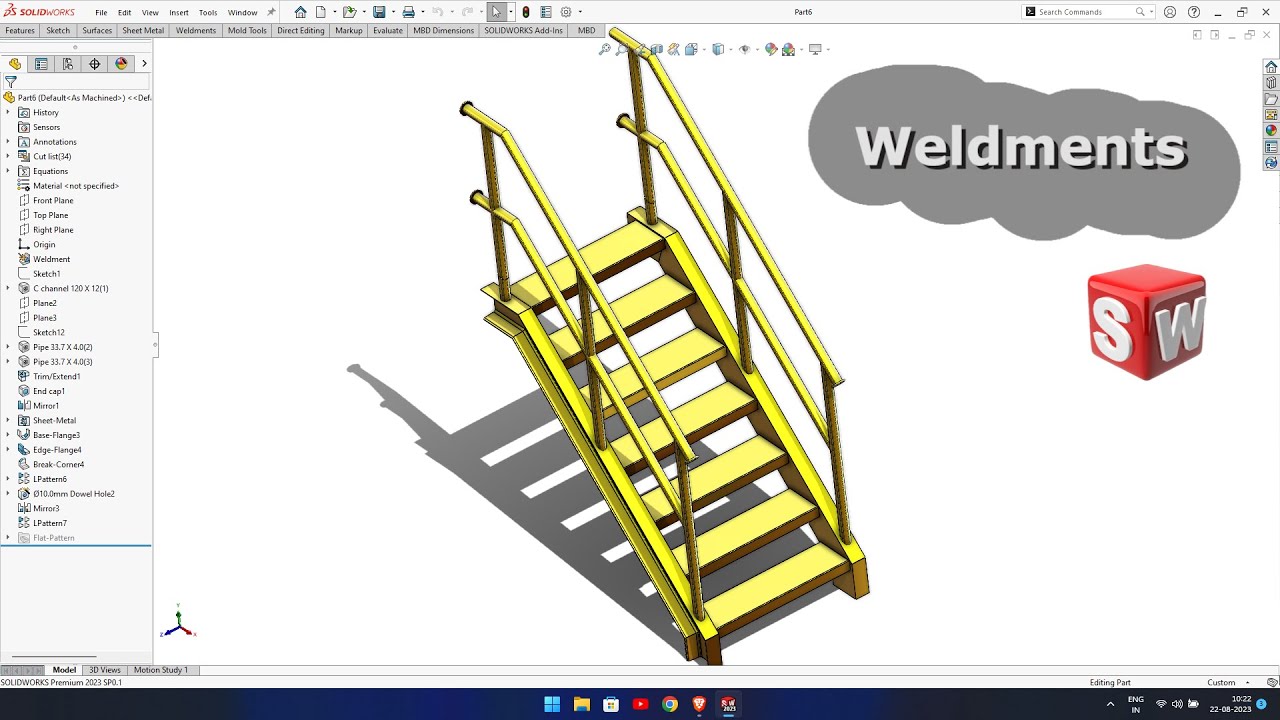 SOLIDWORKS File Edit View Insert Tools Window Part6 Search Commands
Features Sketch Surfaces Sheet Metal Weldments Mold Tools Direct Editing Markup Evaluate MBD Dimensions SOLIDWORKS Add-Ins MBD
Part6 (Default<As Machined>) <<Def
History
Sensors
Annotations
Cut list(34)
Equations
Material <not specified>
Front Plane
Top Plane
Right Plane
Origin
Weldment
Sketch1
C channel 120 X 12(1)
Plane2
Plane3
Sketch12
Pipe 33.7 X 4.0(2)
Pipe 33.7 X 4.0(3)
Trim/Extend1
End cap1
Mirror1
Sheet-Metal
Base-Flange3
Edge-Flange4
Break-Corner4
LPattern6
Ø10.0mm Dowel Hole2
Mirror3
LPattern7
Flat-Pattern
Weldments
S W
Y
Z X
Model 3D Views Motion Study 1
SOLIDWORKS Premium 2023 SP0.1 Editing Part Custom
SW 2023
ENG
IN
10:22
22-08-2023
3